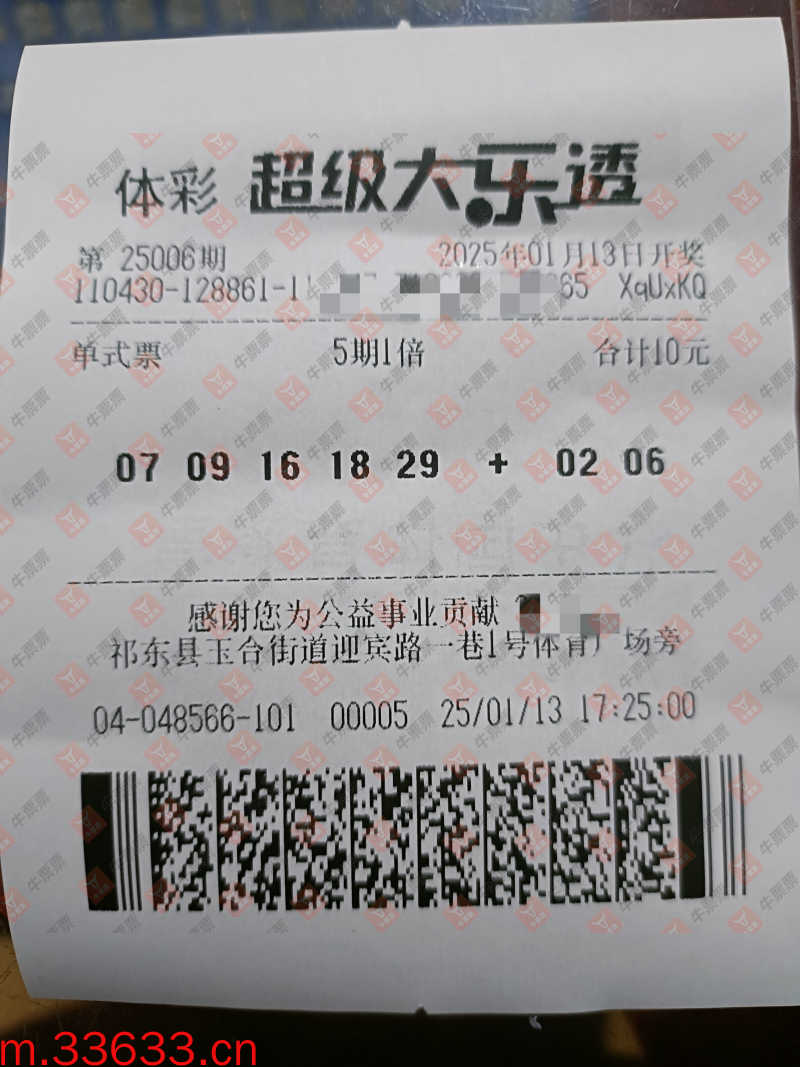 体彩 超级大乐透
第 25006期 2025年01月13日开奖
110430-128861-1 65 XqUxKQ
单式票 5期1倍 合计10元
07 09 16 18 29 + 02 06
感谢您为公益事业贡献
祁东县玉合街道迎宾路一巷1号体育广场旁
04-048566-101 00005 25/01/13 17:25:00
牛票票
m.33633.cn